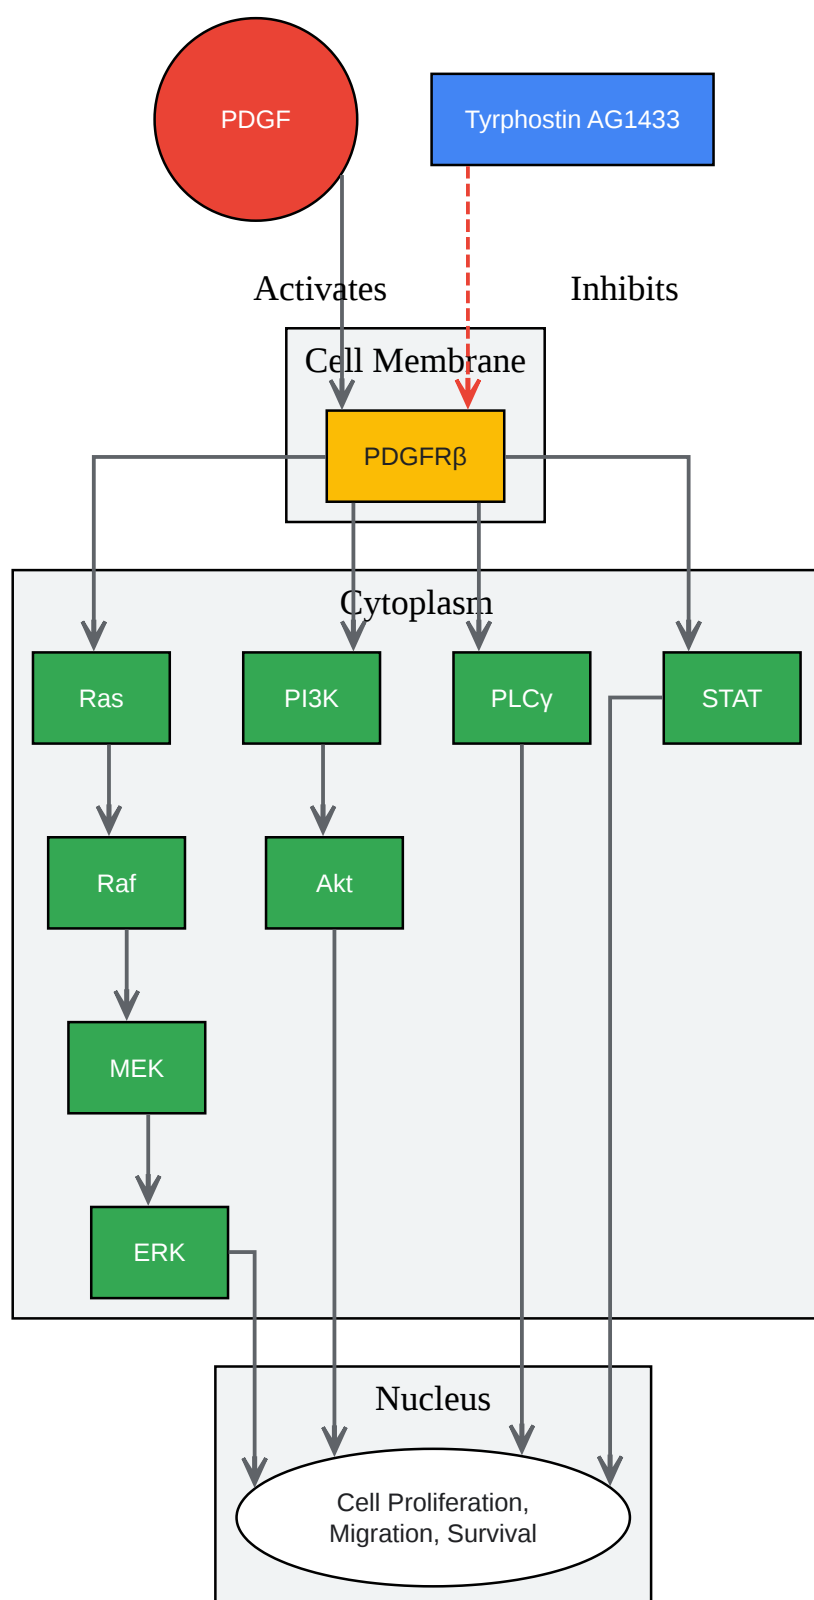 PDGF
Tyrphostin AG1433
Activates
Inhibits
Cell Membrane
PDGFRβ
Cytoplasm
Ras
PI3K
PLCγ
STAT
Raf
Akt
MEK
ERK
Nucleus
Cell Proliferation,
Migration, Survival